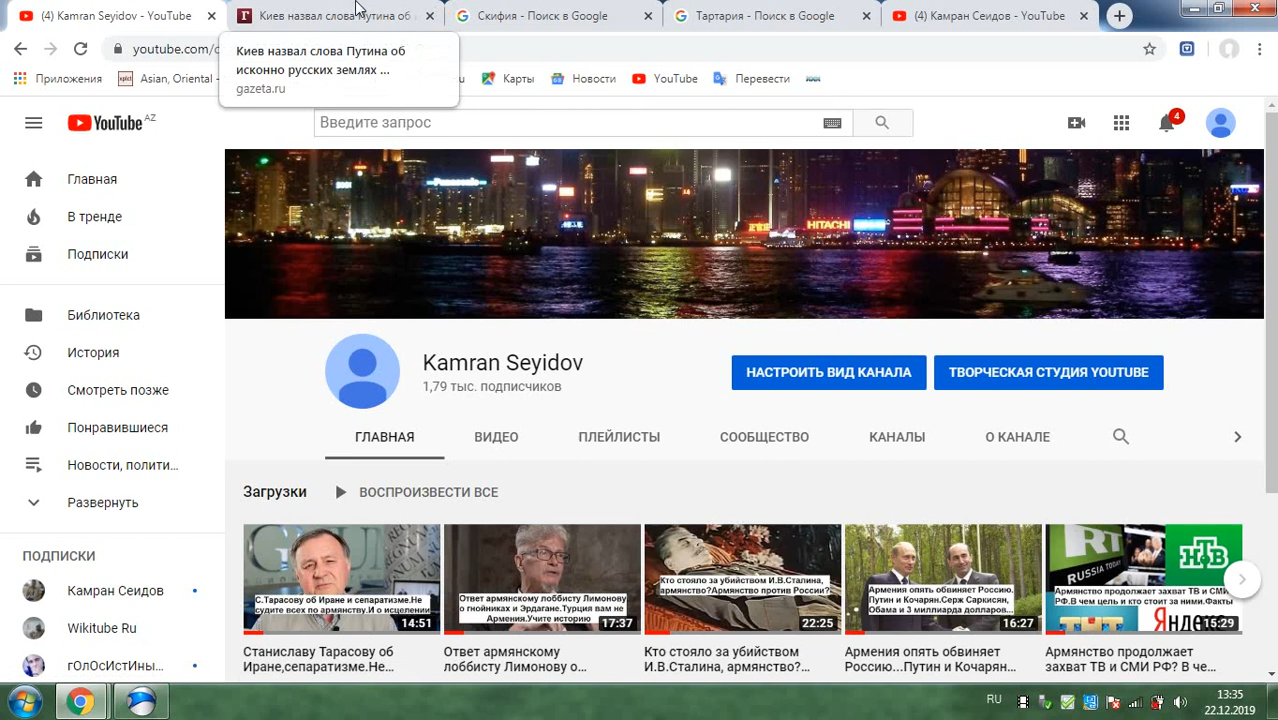 (4) Kamran Seyidov - YouTube
Киев назвал слова Путина об
Скифия - Поиск в Google
Тартария - Поиск в Google
(4) Камран Сеидов - YouTube
youtube.com/c
Киев назвал слова Путина об
исконно русских землях ...
gazeta.ru
Приложения
Asian, Oriental -
Карты
Новости
YouTube
Перевести
YouTube AZ
Введите запрос
4
Главная
В тренде
Подписки
Библиотека
История
Смотреть позже
Понравившиеся
Новости, полити...
Развернуть
ПОДПИСКИ
Камран Сеидов
Wikitube Ru
гОлОсИстИны...
Panasonic
HITACHI
Kamran Seyidov
1,79 тыс. подписчиков
НАСТРОИТЬ ВИД КАНАЛА
ТВОРЧЕСКАЯ СТУДИЯ YOUTUBE
ГЛАВНАЯ
ВИДЕО
ПЛЕЙЛИСТЫ
СООБЩЕСТВО
КАНАЛЫ
О КАНАЛЕ
Загрузки
ВОСПРОИЗВЕСТИ ВСЕ
С.Тарасову об Иране и сепаратизме.Не
судите всех по армянству.И о исцелении
14:51
Станиславу Тарасову об
Иране,сепаратизме.Не...
Ответ армянскому лоббисту Лимонову
о гнойниках и Эрдагане.Турция вам не
Армения.Учите историю
17:37
Ответ армянскому
лоббисту Лимонову о...
Кто стояло за убийством И.В.Сталина,
армянство?Армянство против России?
22:25
Кто стояло за убийством
И.В.Сталина, армянство?...
Армения опять обвиняет Россию.
Путин и Кочарян.Серж Саркисян,
Обама и 3 миллиарда долларов...
16:27
Армения опять обвиняет
Россию...Путин и Кочарян...
RT
RUSSIA TODAY
НТВ
Армянство продолжает захват ТВ и СМИ
РФ.В чем цель и кто стоит за ними.Факты
Яндекс
15:29
Армянство продолжает
захват ТВ и СМИ РФ? В че...
RU
13:35
22.12.2019